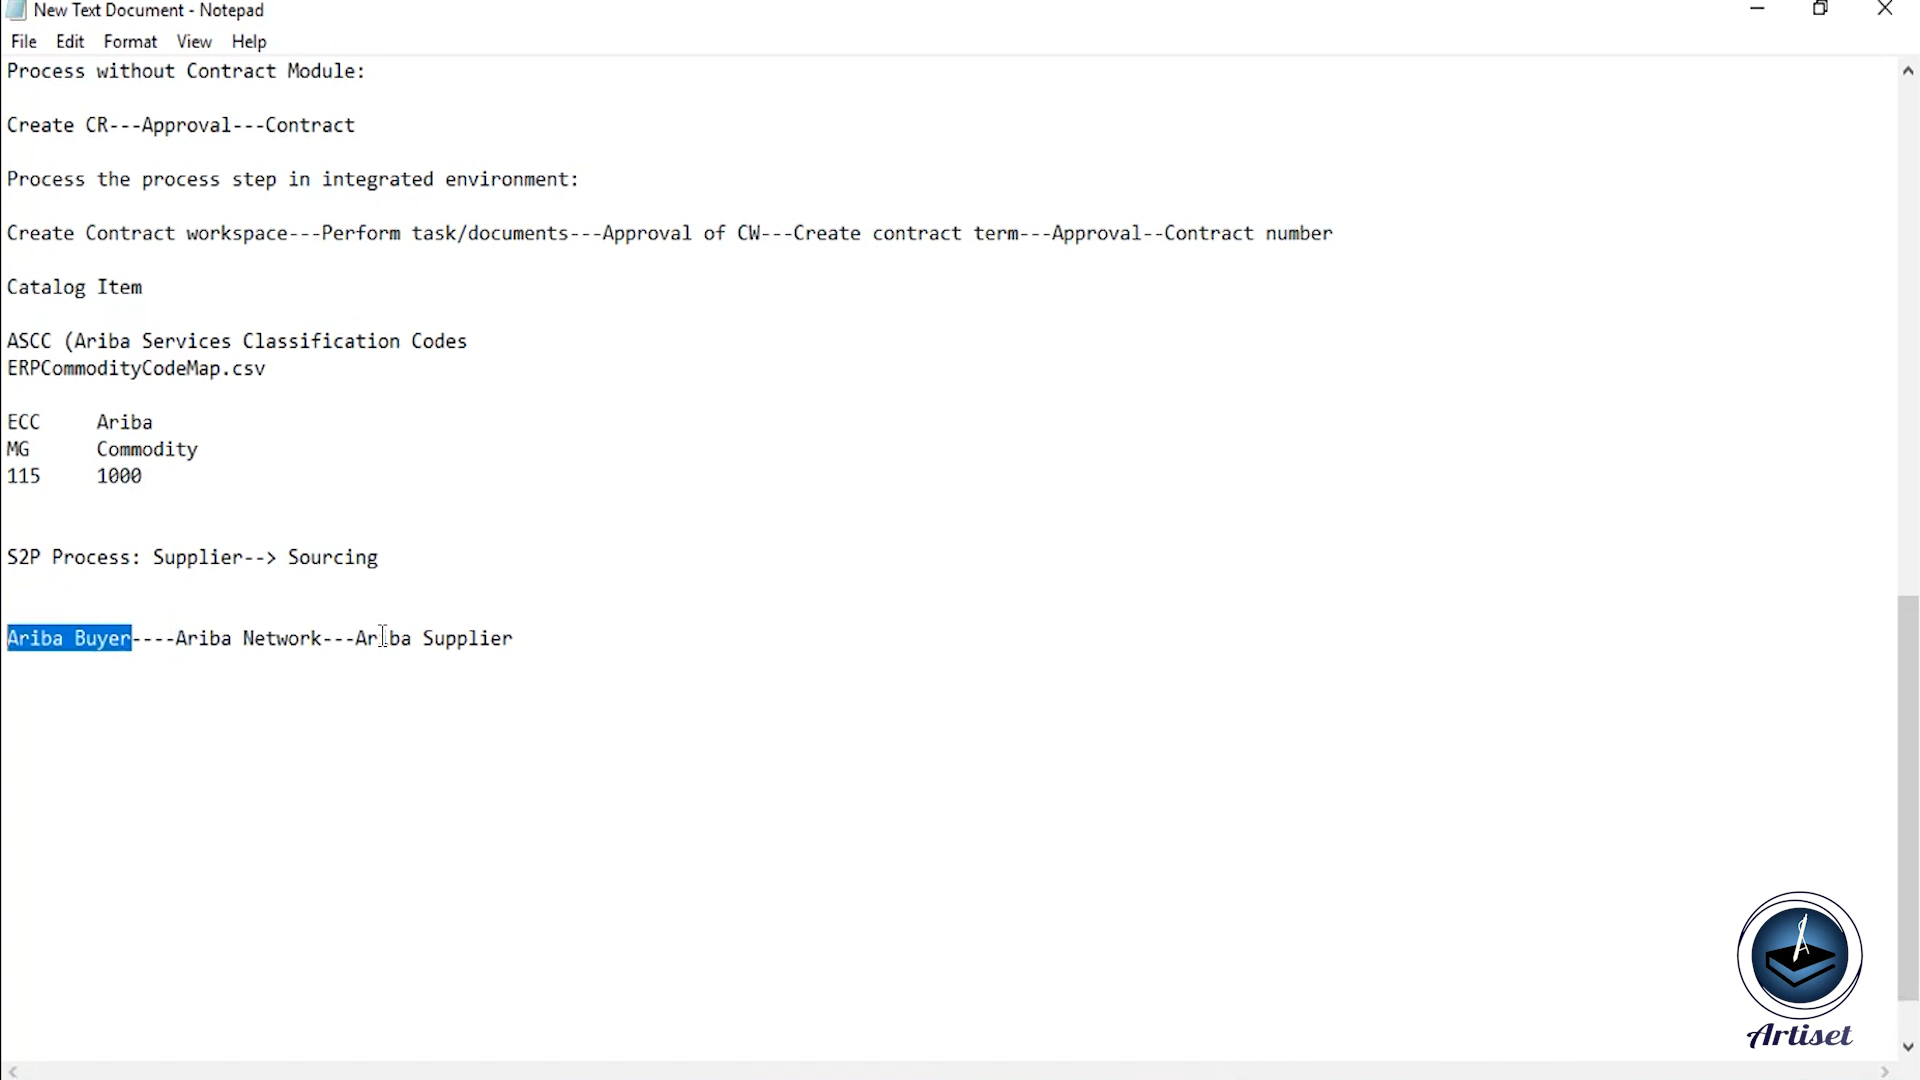 New Text Document - Notepad
File Edit Format View Help
Process without Contract Module:
Create CR---Approval---Contract
Process the process step in integrated environment:
Create Contract workspace---Perform task/documents---Approval of CW---Create contract term---Approval--Contract number
Catalog Item
ASCC (Ariba Services Classification Codes
ERPCommodityCodeMap.csv
ECC Ariba
MG Commodity
115 1000
S2P Process: Supplier--> Sourcing
Ariba Buyer----Ariba Network---Ariba Supplier
Artiset